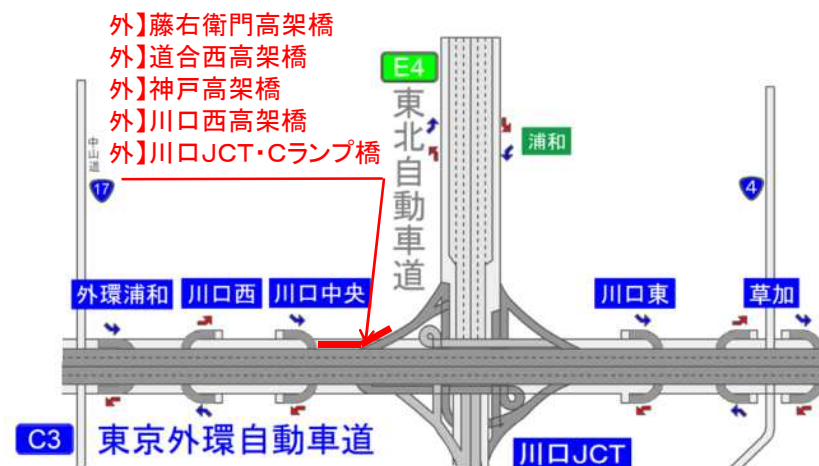 外】藤右衛門高架橋
外】道合西高架橋
外】神戸高架橋
外】川口西高架橋
外】川口JCT・Cランプ橋
E4
東北自動車道
浦和
中山道
17
4
外環浦和
川口西
川口中央
川口東
草加
C3
東京外環自動車道
川口JCT